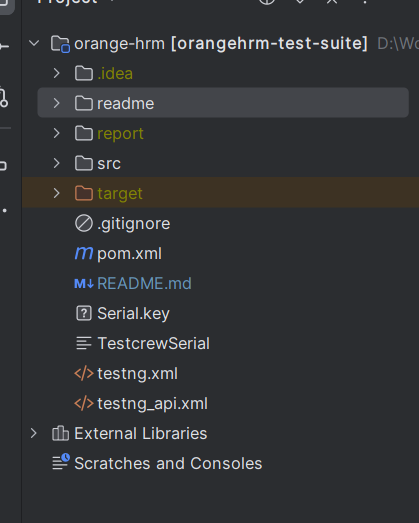 Project
orange-hrm [orangehrm-test-suite] D:\Wo
.idea
readme
report
src
target
.gitignore
pom.xml
README.md
Serial.key
TestcrewSerial
testng.xml
testng_api.xml
External Libraries
Scratches and Consoles